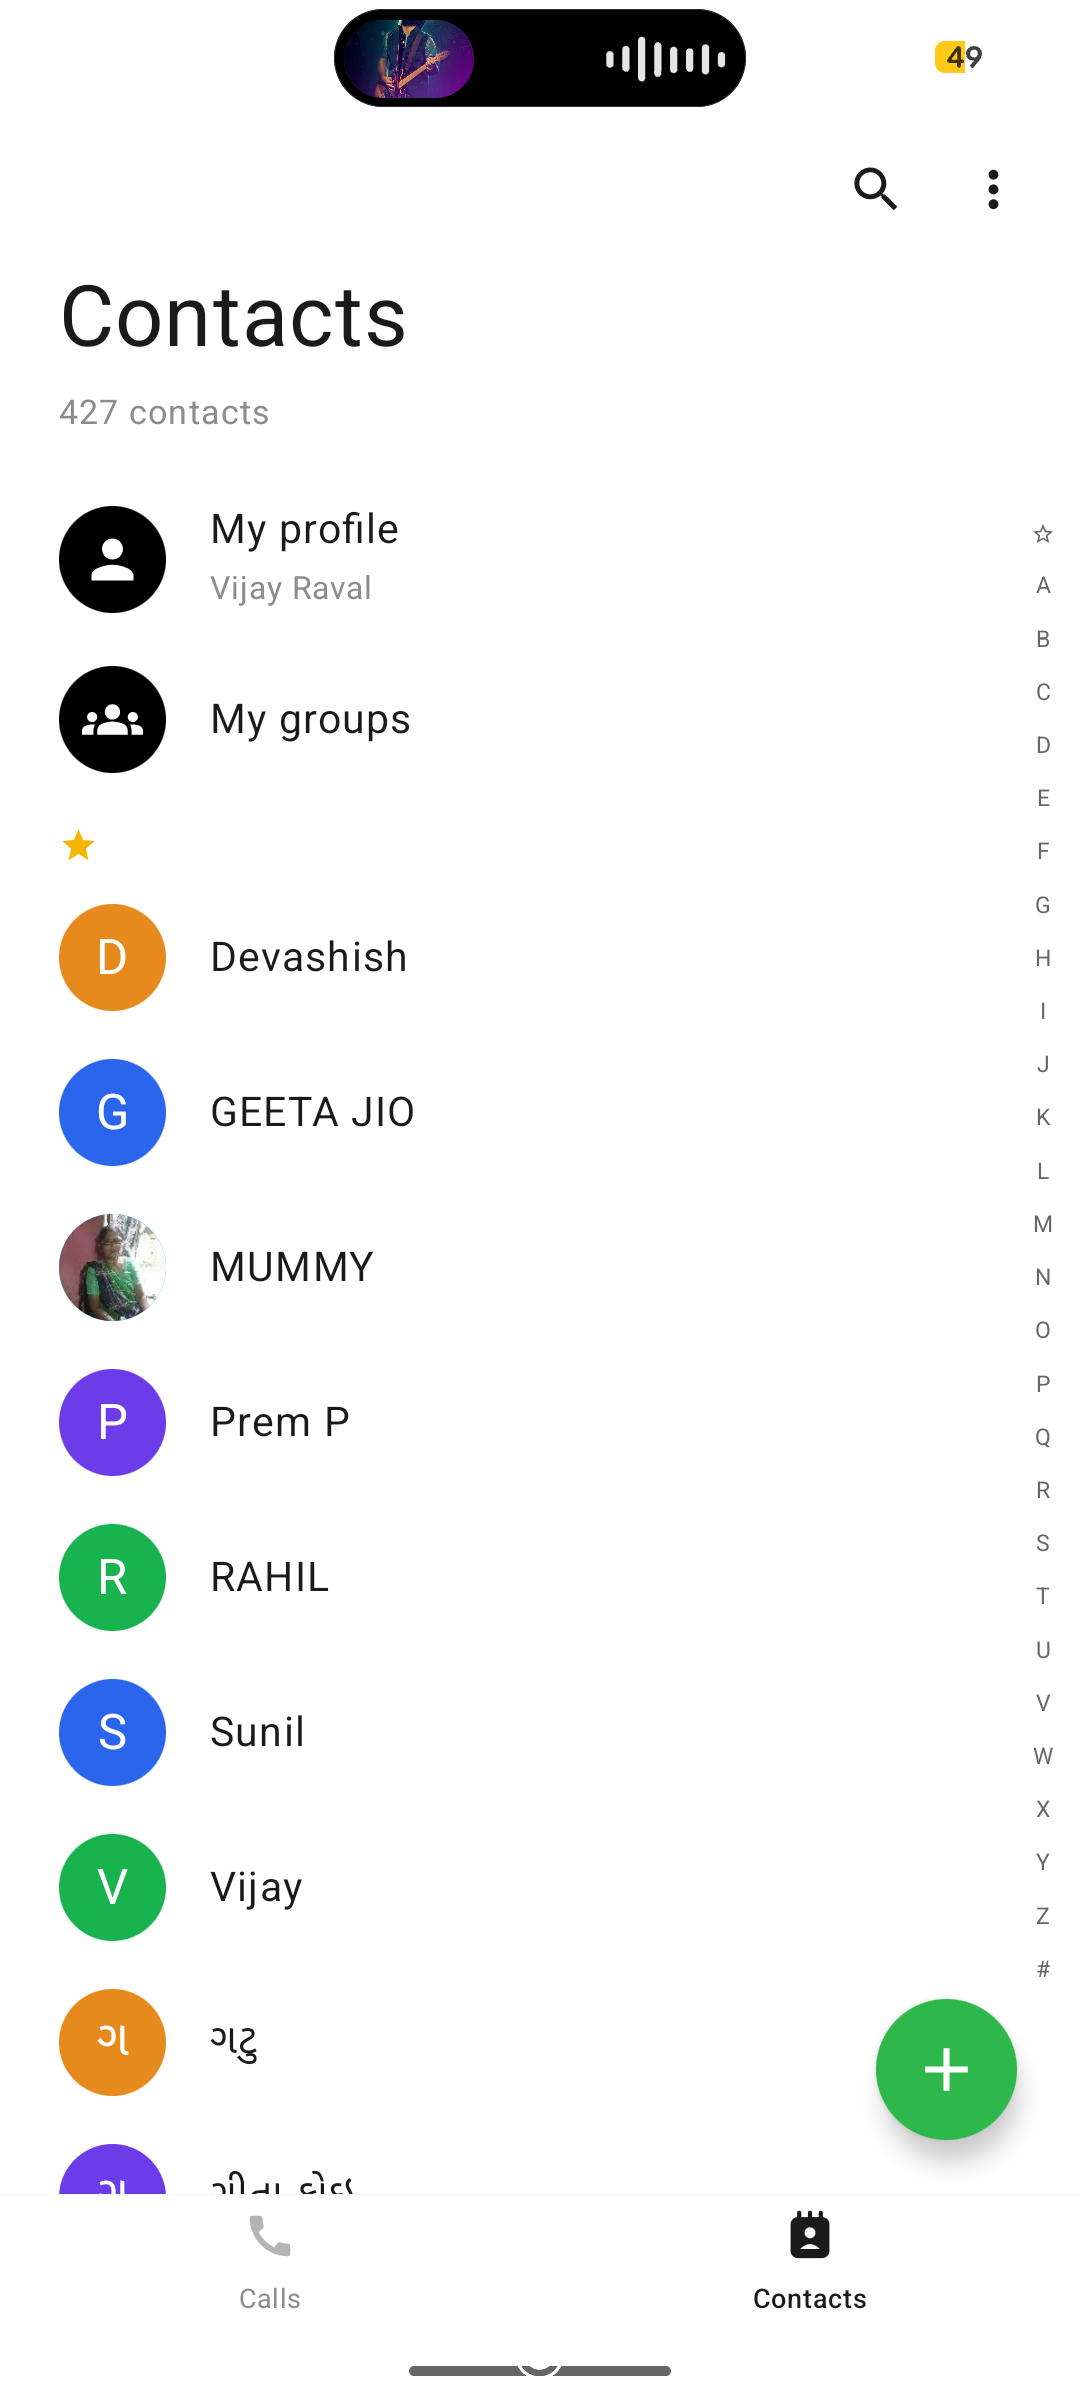 49
Contacts
427 contacts
My profile
Vijay Raval
My groups
D
Devashish
G
GEETA JIO
MUMMY
P
Prem P
R
RAHIL
S
Sunil
V
Vijay
ગ
ગટુ
ગ
ગીતા
A
B
C
D
E
F
G
H
I
J
K
L
M
N
O
P
Q
R
S
T
U
V
W
X
Y
Z
#
Calls
Contacts